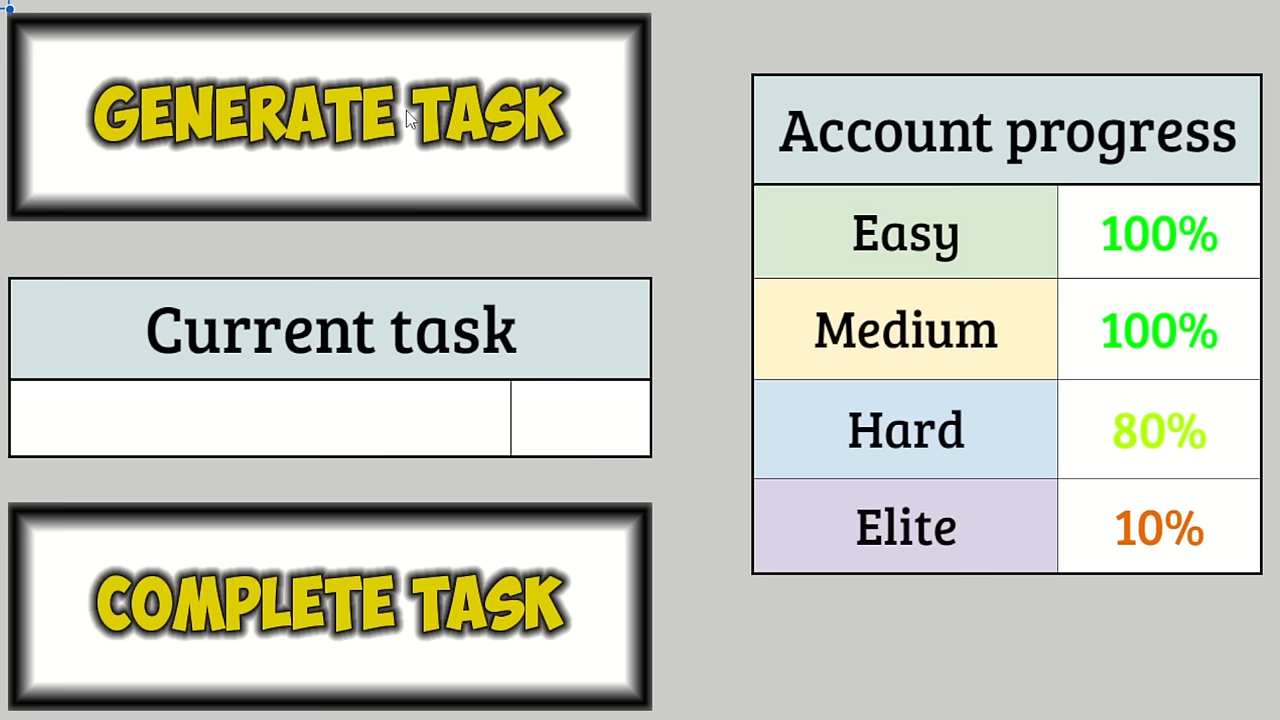 GENERATE TASK
Current task
COMPLETE TASK
Account progress
Easy 100%
Medium 100%
Hard 80%
Elite 10%